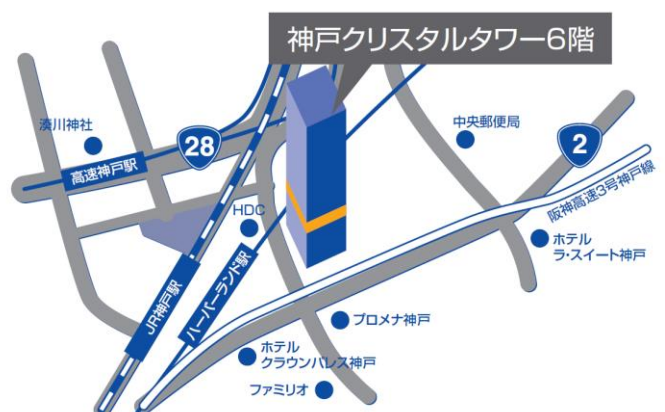 神戸クリスタルタワー6階
湊川神社
28
中央郵便局
2
高速神戸駅
阪神高速3号神戸線
HDC
ホテル
ラ・スイート神戸
JR神戸駅
ハーバーランド駅
プロメナ神戸
ホテル
クラウンパレス神戸
ファミリオ